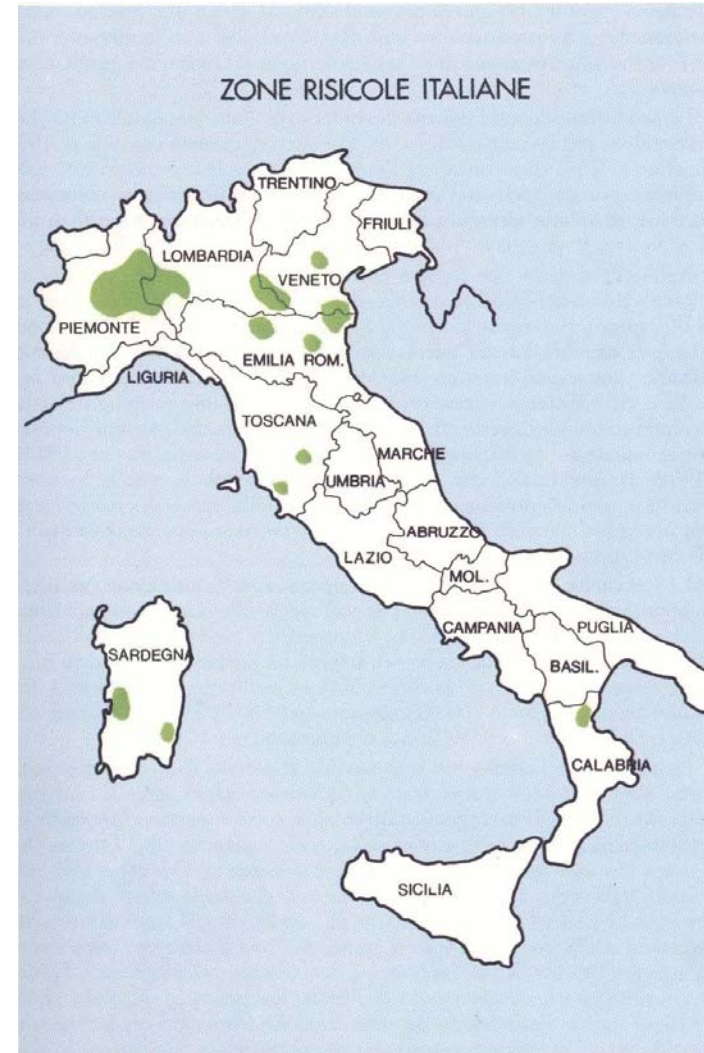 ZONE RISICOLE ITALIANE
TRENTINO
FRIULI
LOMBARDIA
VENETO
PIEMONTE
EMILIA ROM.
LIGURIA
TOSCANA
MARCHE
UMBRIA
ABRUZZO
LAZIO
MOL.
CAMPANIA
PUGLIA
SARDEGNA
BASIL.
CALABRIA
SICILIA